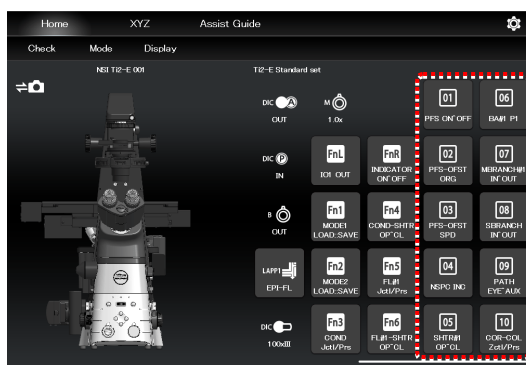 Home XYZ Assist Guide
Check Mode Display
NSI Ti2-E 001 Ti2-E Standard set
DIC A
OUT
M
1.0x
01
PFS ON^OFF
06
BA#1 P1
DIC P
IN
FnL
IO1 OUT
FnR
INDICATOR
ON^OFF
02
PFS-OFST
ORG
07
MBRANCH#1
IN^OUT
B
OUT
Fn1
MODE1
LOAD:SAVE
Fn4
COND-SHTR
OP^CL
03
PFS-OFST
SPD
08
SBRANCH
IN^OUT
LAPP1
EPI-FL
Fn2
MODE2
LOAD:SAVE
Fn5
FL#1
Jctl/Prs
04
NSPC INC
09
PATH
EYE^AUX
DIC
100xIII
Fn3
COND
Jctl/Prs
Fn6
FL#1-SHTR
OP^CL
05
SHTR#1
OP^CL
10
COR-COL
Zctl/Prs